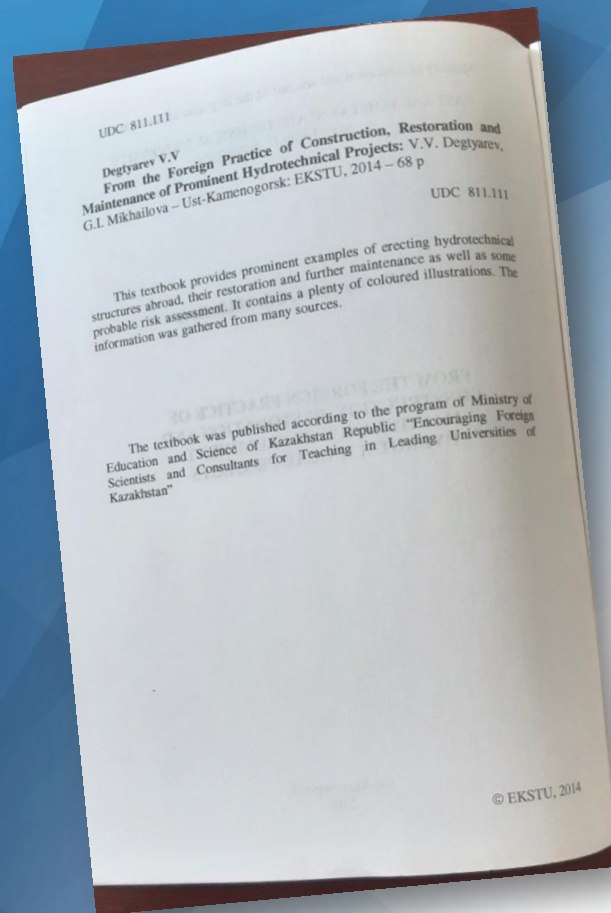 UDC 811.111
Degtyarev V.V
From the Foreign Practice of Construction, Restoration and
Maintenance of Prominent Hydrotechnical Projects: V.V. Degtyarev,
G.I. Mikhailova – Ust-Kamenogorsk: EKSTU, 2014 – 68 p
UDC 811.111
This textbook provides prominent examples of erecting hydrotechnical
structures abroad, their restoration and further maintenance as well as some
probable risk assessment. It contains a plenty of coloured illustrations. The
information was gathered from many sources.
The textbook was published according to the program of Ministry of
Education and Science of Kazakhstan Republic “Encouraging Foreign
Scientists and Consultants for Teaching in Leading Universities of
Kazakhstan”
© EKSTU, 2014